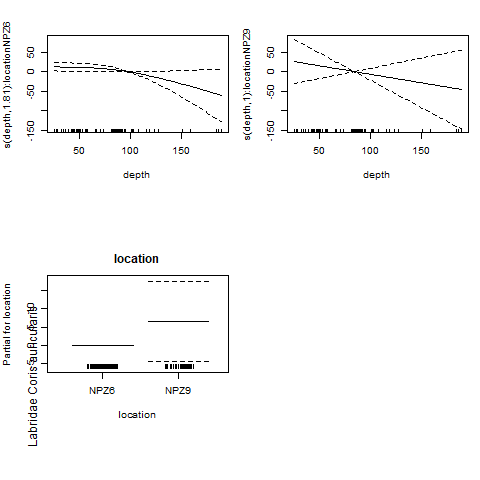 s(depth,1.81):locationNPZ6
50
0
-50
-150
50
100
150
depth
s(depth,1):locationNPZ9
50
0
-50
-150
50
100
150
depth
location
Partial for location
Labridae Coris auricularis
NPZ6
NPZ9
location